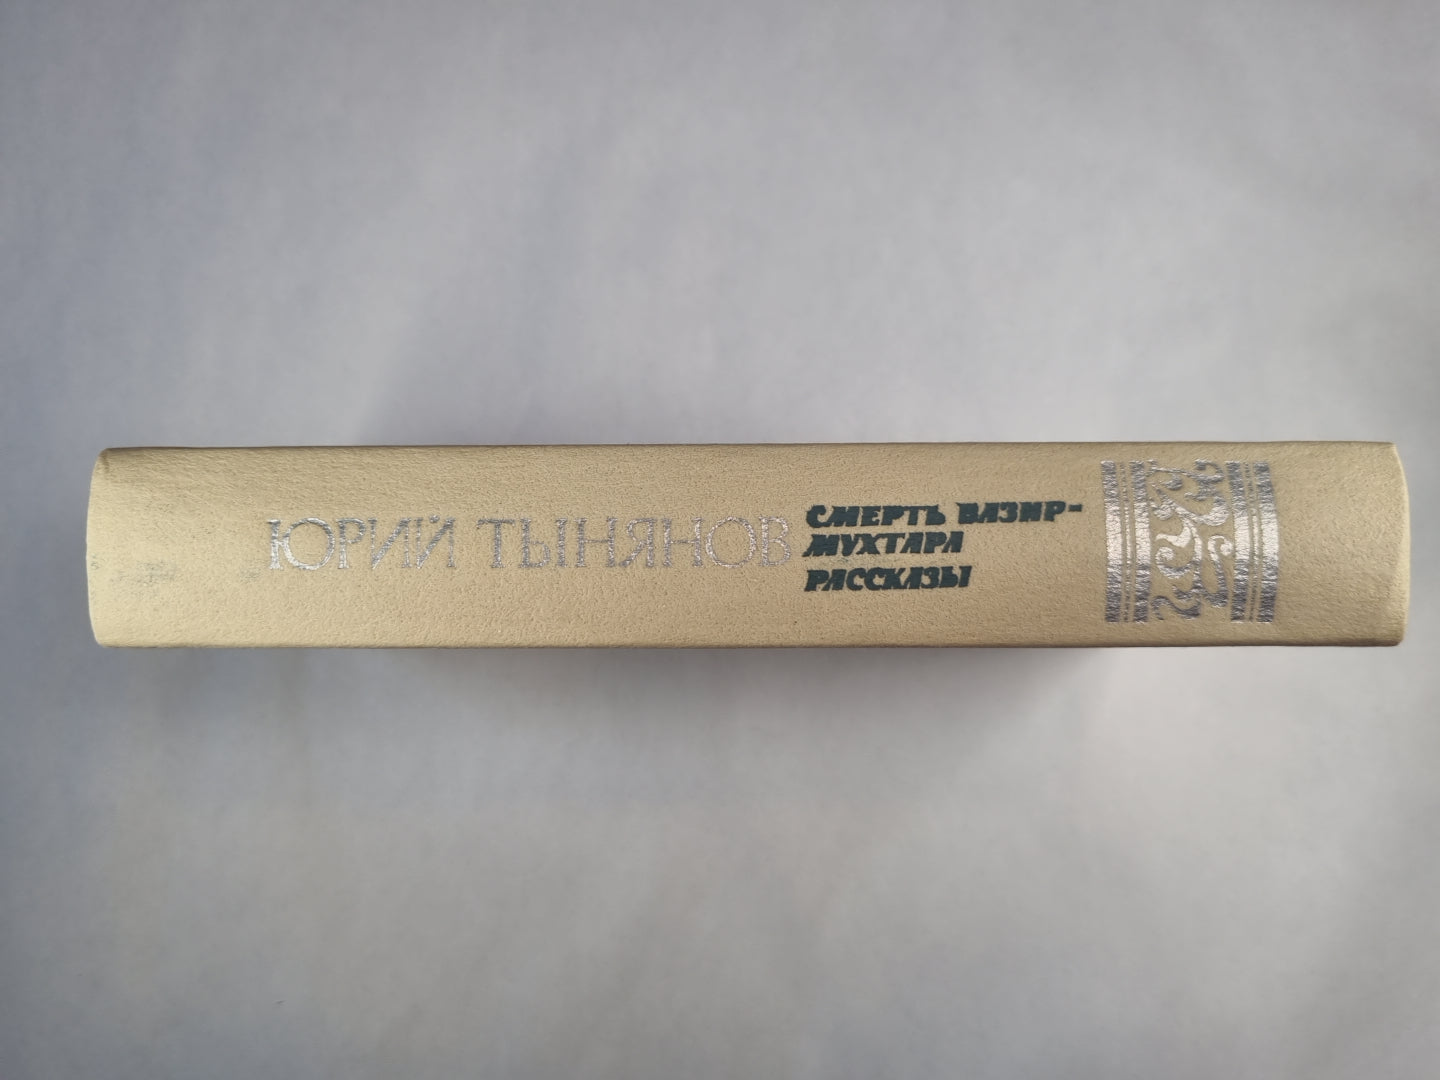 ЮРИЙ ТЫНЯНОВ
СМЕРТЬ ВАЗИР-
МУХТАРА
РАССКАЗЫ